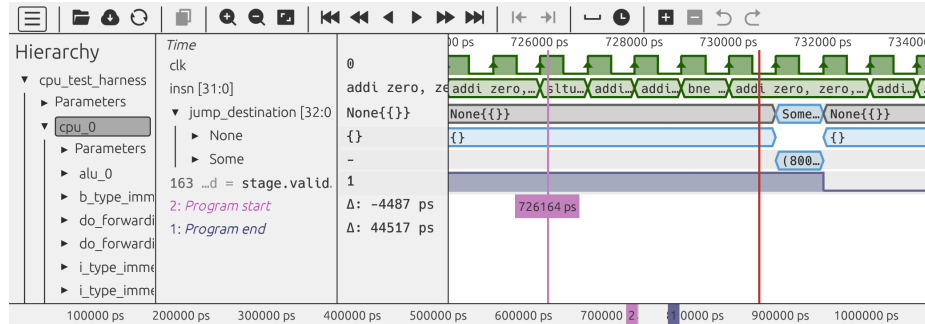 Hierarchy
cpu_test_harness
Parameters
cpu_0
Parameters
alu_0
b_type_imm
do_forwardi
do_forwardi
i_type_imme
i_type_imme
Time
clk
insn [31:0]
jump_destination [32:0
None
Some
163 …d = stage.valid.
2: Program start
1: Program end
0
addi zero, ze
None{{}}
{}
-
1
Δ: -4487 ps
Δ: 44517 ps
00 ps 726000 ps 728000 ps 730000 ps 732000 ps 734000
addi zero,… sltu… addi… addi… bne … addi zero, zero,… addi…
None{{}} Some… None{{}}
{} {}
(800…
726164 ps
100000 ps 200000 ps 300000 ps 400000 ps 500000 ps 600000 ps 700000 2 1 0000 ps 900000 ps 1000000 ps